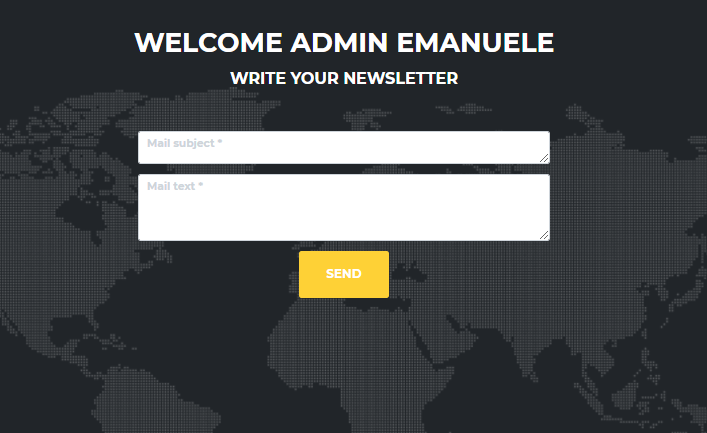 WELCOME ADMIN EMANUELE
WRITE YOUR NEWSLETTER
Mail subject *
Mail text *
SEND